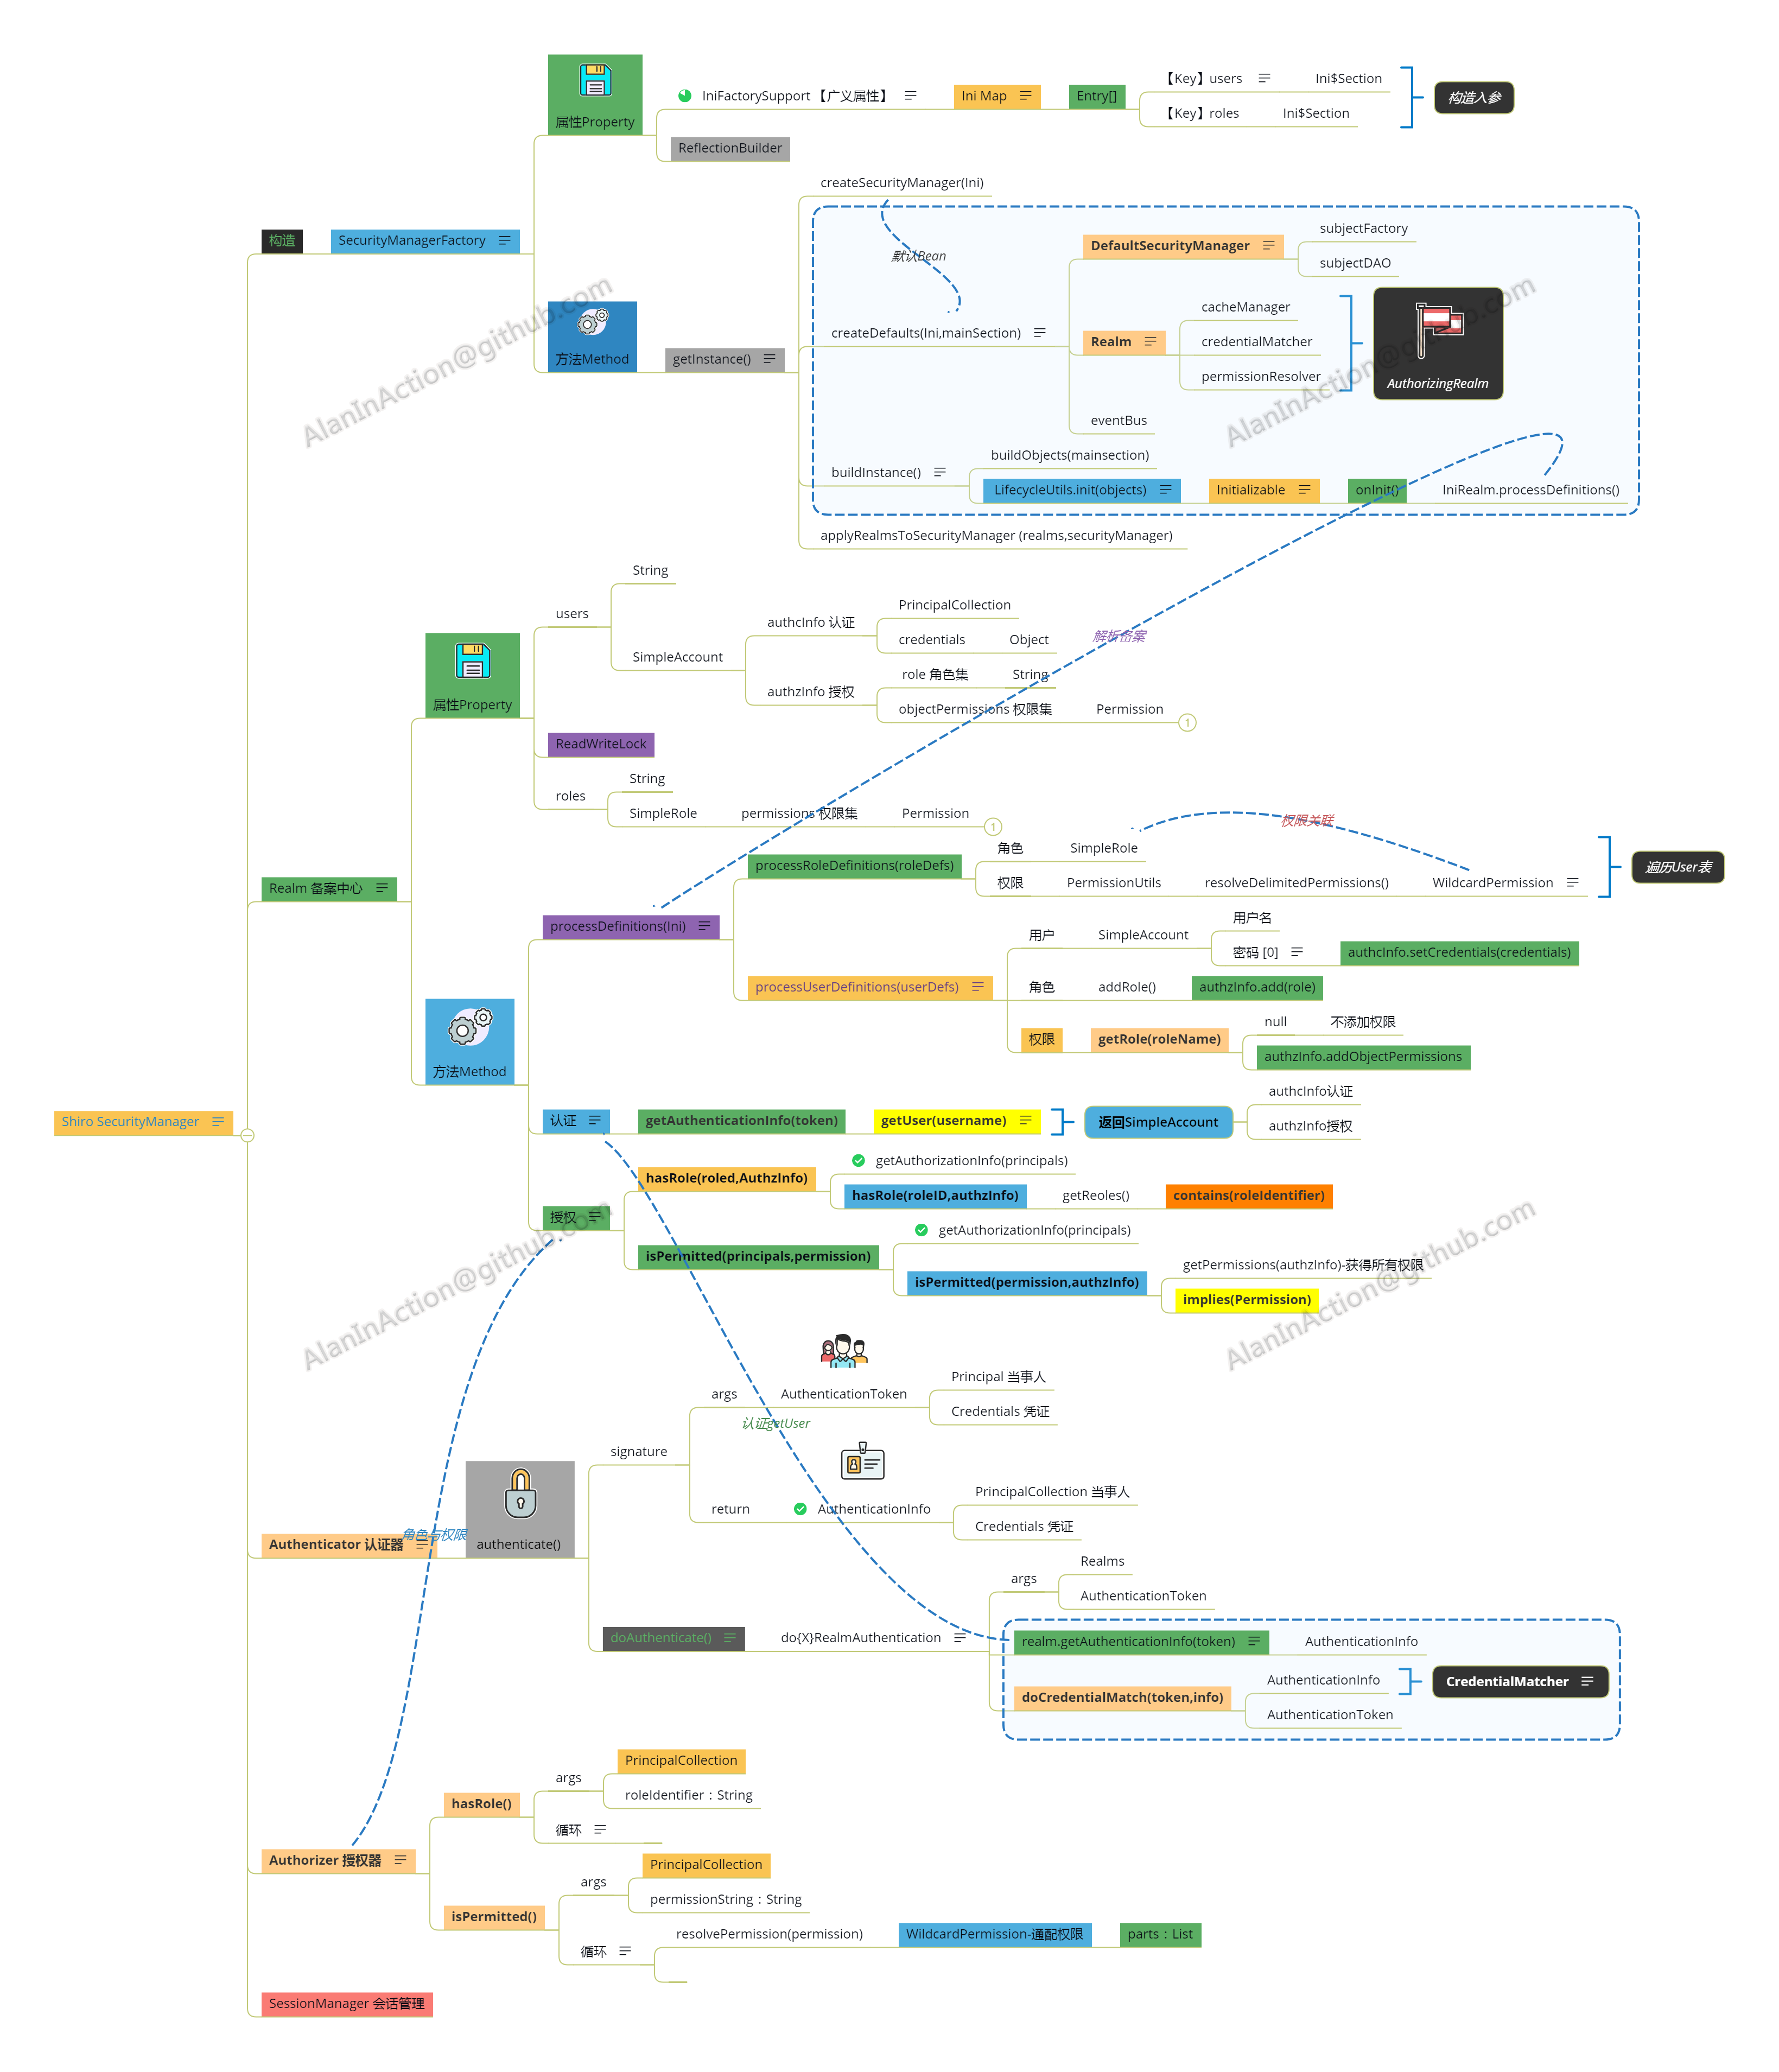 Shiro SecurityManager
构造
SecurityManagerFactory
属性Property
IniFactorySupport 【广义属性】
Ini Map
Entry[]
【Key】users
Ini$Section
【Key】roles
Ini$Section
构造入参
ReflectionBuilder
方法Method
getInstance()
createSecurityManager(Ini)
默认Bean
createDefaults(Ini,mainSection)
DefaultSecurityManager
subjectFactory
subjectDAO
Realm
cacheManager
credentialMatcher
permissionResolver
AuthorizingRealm
eventBus
buildInstance()
buildObjects(mainsection)
LifecycleUtils.init(objects)
Initializable
onInit()
IniRealm.processDefinitions()
applyRealmsToSecurityManager (realms,securityManager)
Realm 备案中心
属性Property
users
String
SimpleAccount
authcInfo 认证
PrincipalCollection
credentials
Object
authzInfo 授权
role 角色集
String
objectPermissions 权限集
Permission
1
解析备案
ReadWriteLock
roles
String
SimpleRole
permissions 权限集
Permission
1
方法Method
processDefinitions(Ini)
processRoleDefinitions(roleDefs)
角色
SimpleRole
权限
PermissionUtils
resolveDelimitedPermissions()
WildcardPermission
权限关联
遍历User表
processUserDefinitions(userDefs)
用户
SimpleAccount
用户名
密码 [0]
authcInfo.setCredentials(credentials)
角色
addRole()
authzInfo.add(role)
权限
getRole(roleName)
null
不添加权限
authzInfo.addObjectPermissions
认证
getAuthenticationInfo(token)
getUser(username)
返回SimpleAccount
authcInfo认证
authzInfo授权
授权
hasRole(roled,AuthzInfo)
getAuthorizationInfo(principals)
hasRole(roleID,authzInfo)
getReoles()
contains(roleIdentifier)
isPermitted(principals,permission)
getAuthorizationInfo(principals)
isPermitted(permission,authzInfo)
getPermissions(authzInfo)-获得所有权限
implies(Permission)
Authenticator 认证器
角色与权限
authenticate()
signature
args
AuthenticationToken
Principal 当事人
Credentials 凭证
认证getUser
return
AuthenticationInfo
PrincipalCollection 当事人
Credentials 凭证
doAuthenticate()
do{X}RealmAuthentication
args
Realms
AuthenticationToken
realm.getAuthenticationInfo(token)
AuthenticationInfo
doCredentialMatch(token,info)
AuthenticationInfo
AuthenticationToken
CredentialMatcher
Authorizer 授权器
hasRole()
args
PrincipalCollection
roleIdentifier：String
循环
isPermitted()
args
PrincipalCollection
permissionString：String
循环
resolvePermission(permission)
WildcardPermission-通配权限
parts：List
SessionManager 会话管理
AlanInAction@github.com
AlanInAction@github.com
AlanInAction@github.com
AlanInAction@github.com